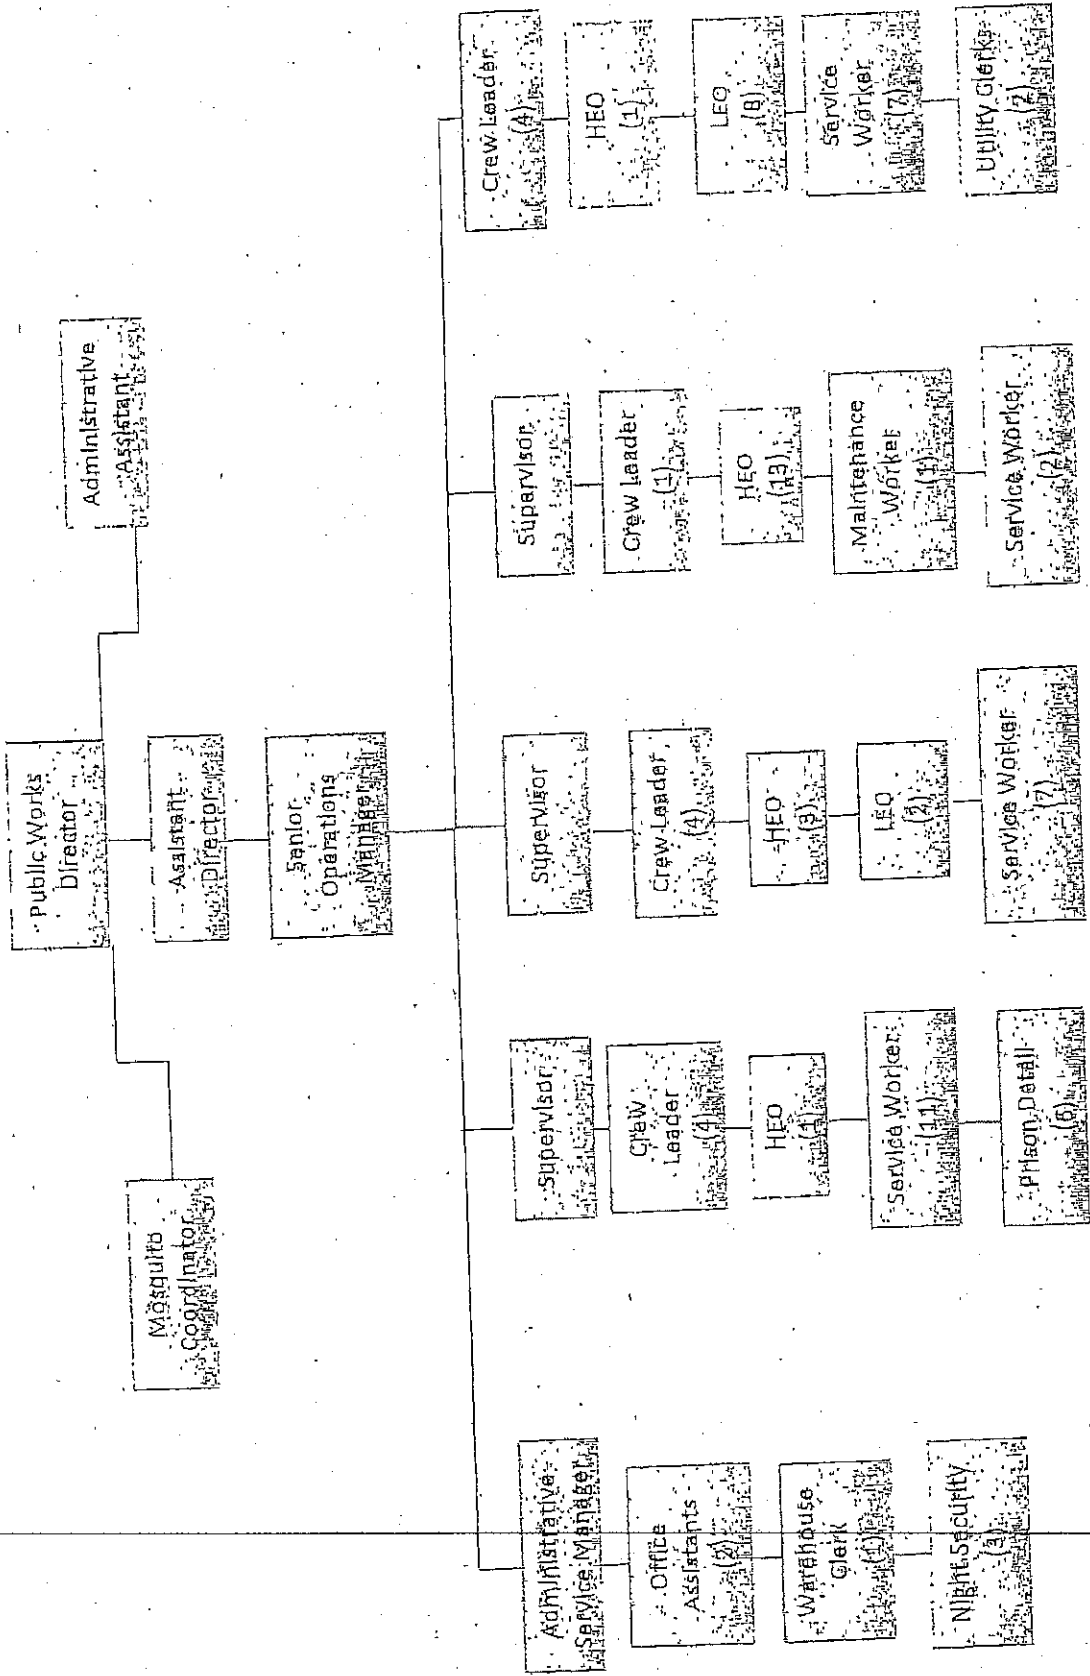 Public Works
Director
Administrative
Assistant
Mosquito
Coordinator
Assistant
Director
Senior
Operations
Manager
Administrative
Service Manager
Office
Assistants
(2)
Warehouse
Clerk
(1)
Night Security
(3)
Supervisor
Crew
Leader
(4)
HEO
Service Worker
(11)
Prison Detail
(6)
Supervisor
Crew Leader
(4)
HEO
(3)
LEO
(2)
Service Worker
(7)
Supervisor
Crew Leader
(1)
HEO
(13)
Maintenance
Worker
(1)
Service Worker
(2)
Crew Leader
(4)
HEO
(1)
LEO
(8)
Service
Worker
(7)
Utility Clerks
(2)